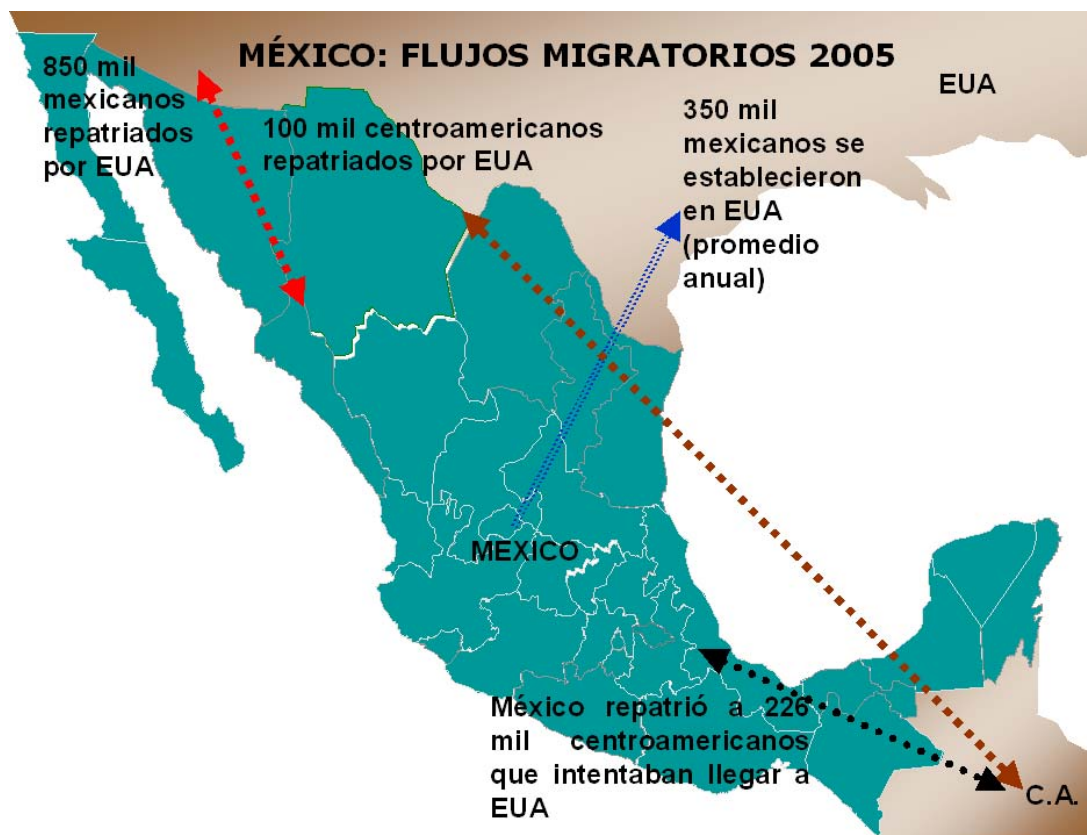 MÉXICO: FLUJOS MIGRATORIOS 2005
850 mil
mexicanos
repatriados
por EUA
100 mil centroamericanos
repatriados por EUA
EUA
350 mil
mexicanos se
establecieron
en EUA
(promedio
anual)
MEXICO
México repatrió a 226
mil centroamericanos
que intentaban llegar a
EUA
C.A.